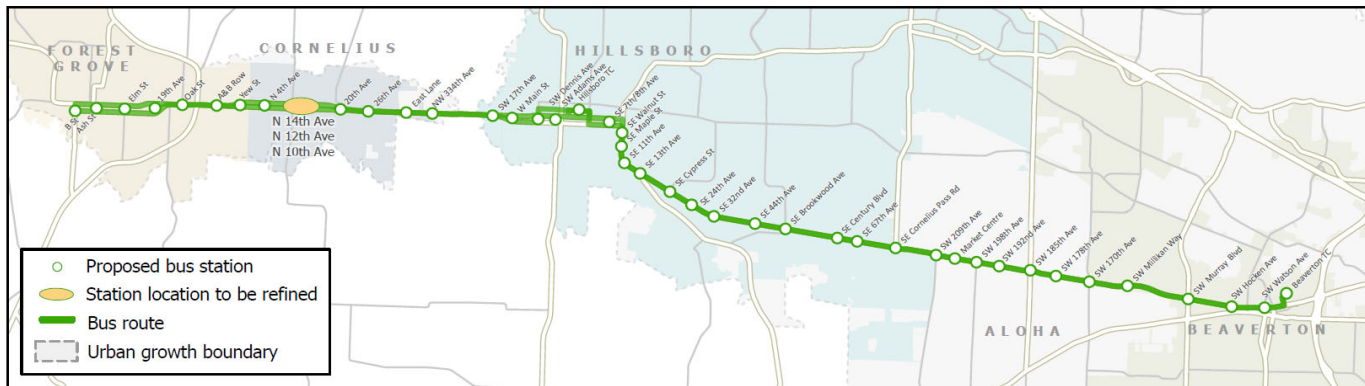 FOREST
GROVE
CORNELIUS
HILLSBORO
B St
Ash St
Elm St
19th Ave
Oak St
A&B Row
Yew St
N 4th Ave
N 14th Ave
N 12th Ave
N 10th Ave
20th Ave
26th Ave
East Lane
NW 334th Ave
SW 17th Ave
W Main St
SW Dennis Ave
SW Adams Ave
Hillsboro TC
SE 7th/8th Ave
SE Walnut St
SE Maple St
SE 11th Ave
SE 13th Ave
SE Cypress St
SE 24th Ave
SE 32nd Ave
SE 44th Ave
SE Brookwood Ave
SE Century Blvd
SE 67th Ave
SE Cornelius Pass Rd
SW 209th Ave
Market Centre
SW 198th Ave
SW 192nd Ave
SW 185th Ave
SW 178th Ave
SW 170th Ave
SW Millikan Way
SW Murray Blvd
SW Hocken Ave
SW Watson Ave
Beaverton TC
ALOHA
BEAVERTON
Proposed bus station
Station location to be refined
Bus route
Urban growth boundary